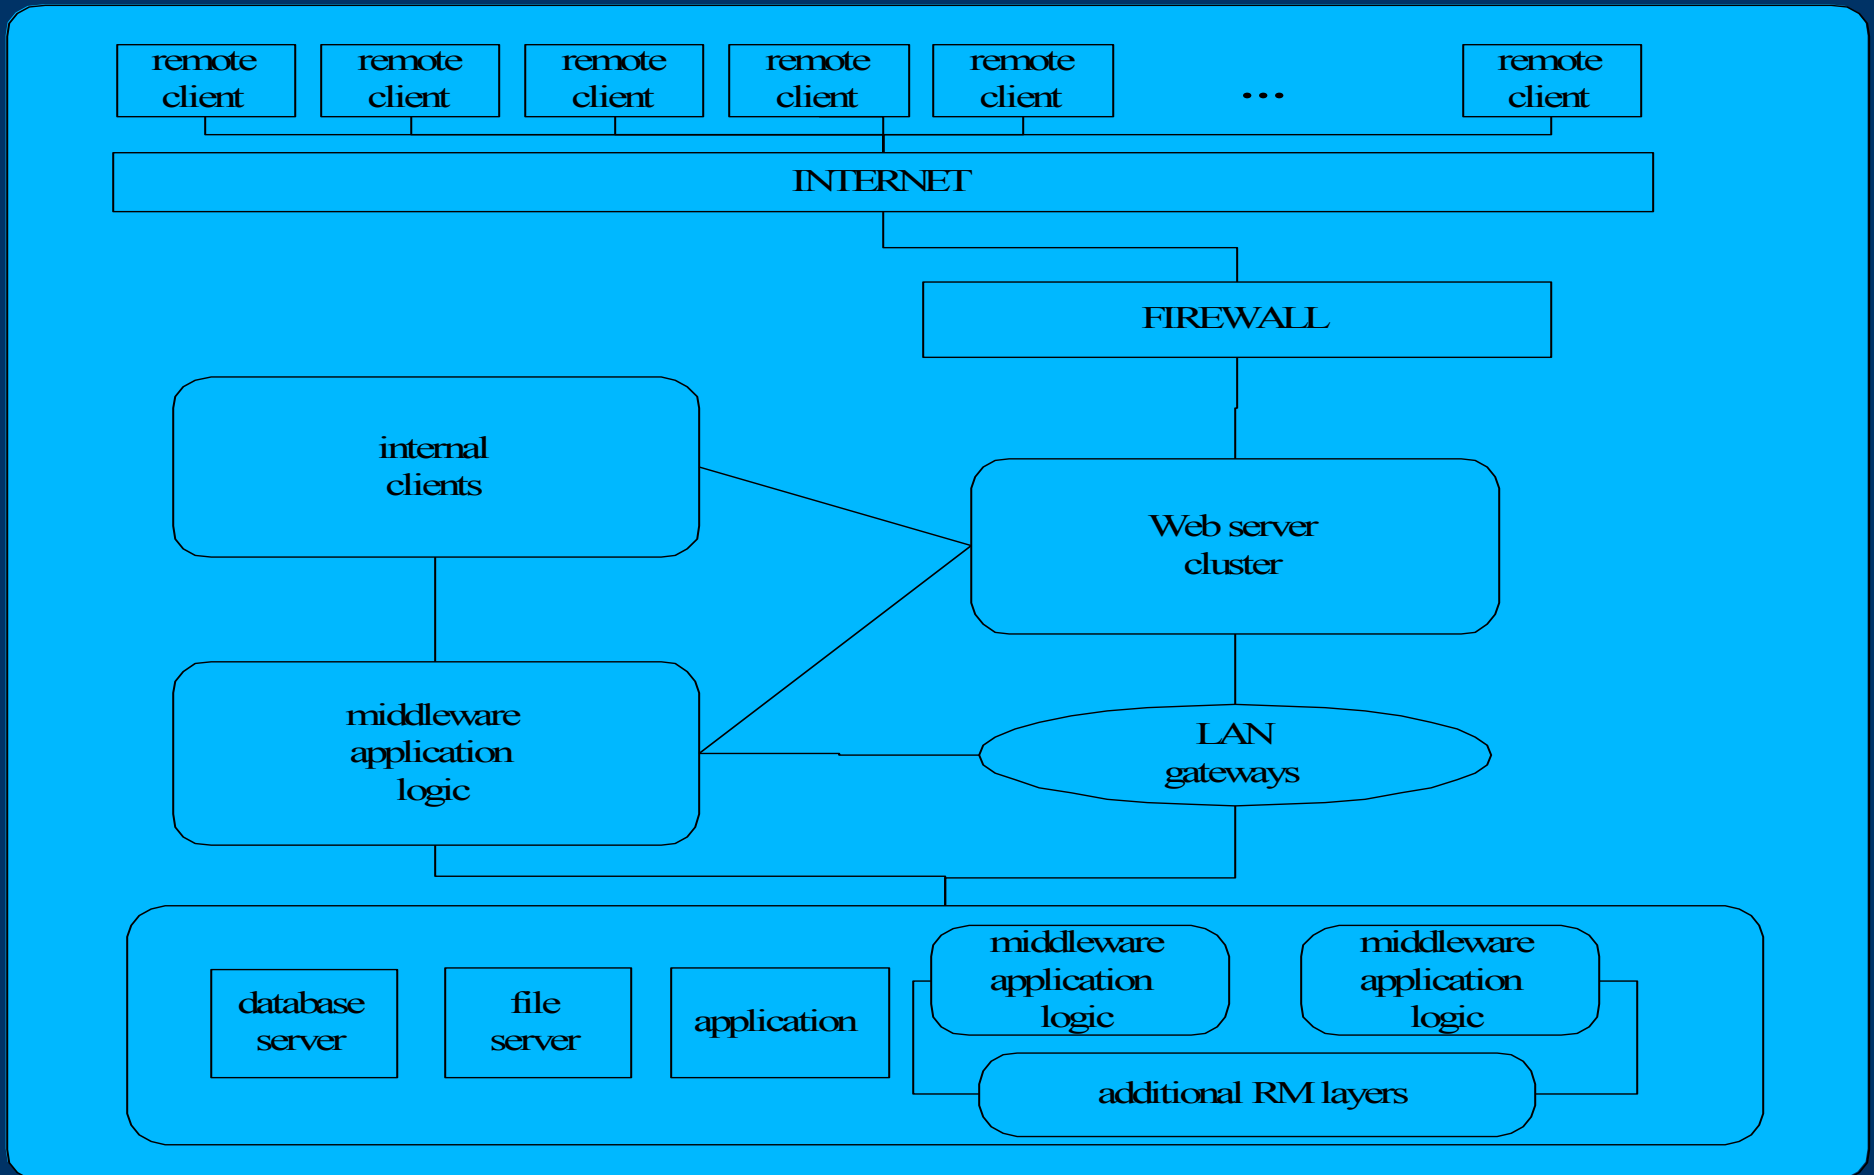 remote
client
remote
client
remote
client
remote
client
remote
client
...
remote
client
INTERNET
FIREWALL
internal
clients
Web server
cluster
middleware
application
logic
LAN
gateways
database
server
file
server
application
middleware
application
logic
middleware
application
logic
additional RM layers